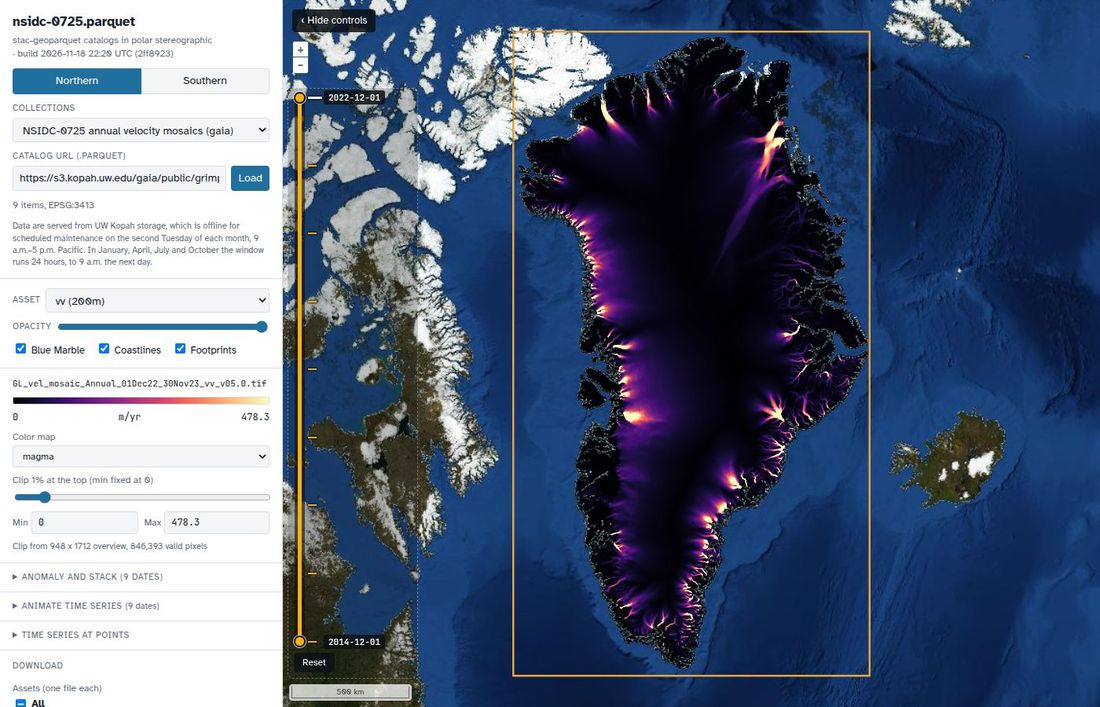 nsidc-0725.parquet
stac-geoparquet catalogs in polar stereographic
· build 2026-11-18 22:20 UTC (2ff8923)
Northern
Southern
COLLECTIONS
NSIDC-0725 annual velocity mosaics (gaia)
CATALOG URL (.PARQUET)
https://s3.kopah.uw.edu/gaia/public/grimp
Load
9 items, EPSG:3413
Data are served from UW Kopah storage, which is offline for
scheduled maintenance on the second Tuesday of each month, 9
a.m.–5 p.m. Pacific. In January, April, July and October the window
runs 24 hours, to 9 a.m. the next day.
ASSET
vv (200m)
OPACITY
Blue Marble
Coastlines
Footprints
GL_vel_mosaic_Annual_01Dec22_30Nov23_vv_v05.0.tif
0
m/yr
478.3
Color map
magma
Clip 1% at the top (min fixed at 0)
Min
0
Max
478.3
Clip from 948 x 1712 overview, 846,393 valid pixels
▸ ANOMALY AND STACK (9 DATES)
▸ ANIMATE TIME SERIES (9 dates)
▸ TIME SERIES AT POINTS
DOWNLOAD
Assets (one file each)
All
‹ Hide controls
+
−
2022-12-01
2014-12-01
Reset
500 km